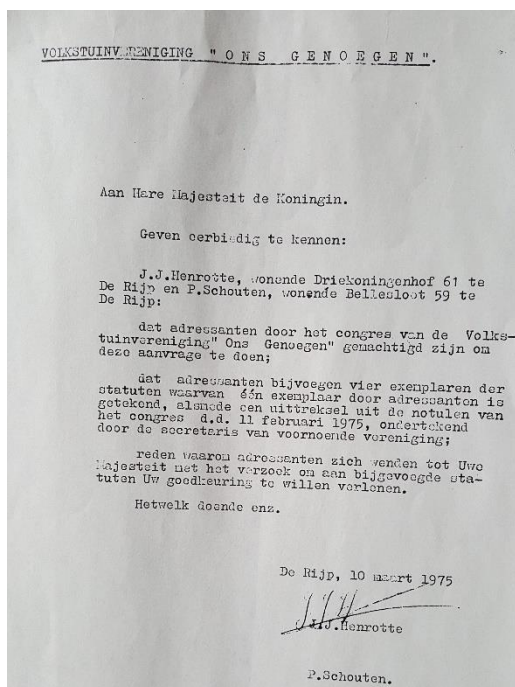 VOLKSTUINVERENIGING "ONS GENOEGEN".
Aan Hare Majesteit de Koningin.
Geven eerbiedig te kennen:
J.J.Henrotte, wonende Driekoningenhof 61 te
De Rijp en P.Schouten, wonende Bellesloot 59 te
De Rijp:
dat adressanten door het congres van de Volks-
tuinvereniging" Ons Genoegen" gemachtigd zijn om
deze aanvrage te doen;
dat adressanten bijvoegen vier exemplaren der
statuten waarvan één exemplaar door adressanten is
getekend, alsmede een uittreksel uit de notulen van
het congres d.d. 11 februari 1975, ondertekend
door de secretaris van voornoemde vereniging;
reden waarom adressanten zich wenden tot Uwe
Majesteit met het verzoek om aan bijgevoegde sta-
tuten Uw goedkeuring te willen verlenen.
Hetwelk doende enz.
De Rijp, 10 maart 1975
J.J.Henrotte
P.Schouten.